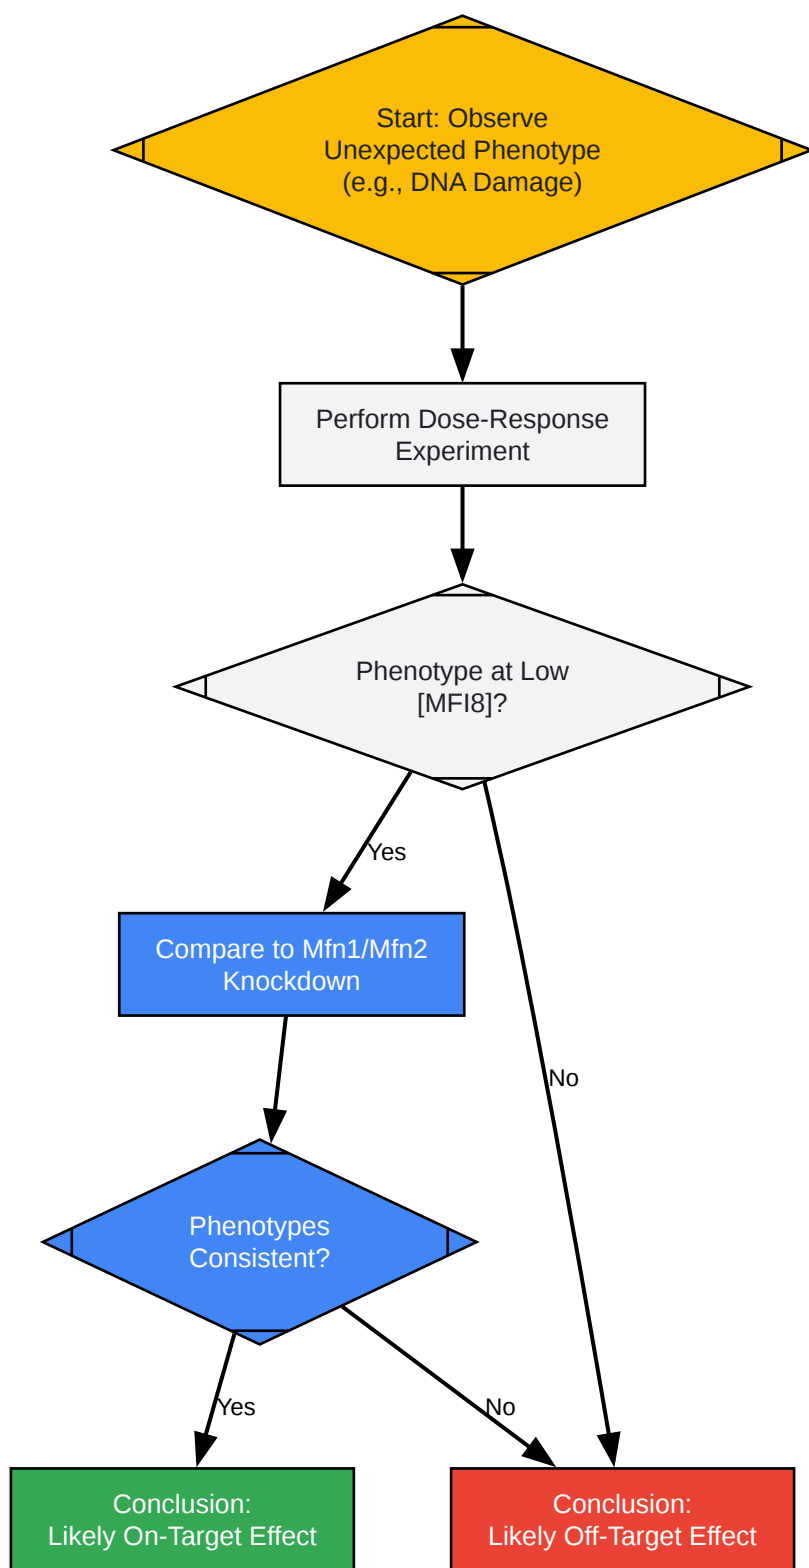 Start: Observe
Unexpected Phenotype
(e.g., DNA Damage)
Perform Dose-Response
Experiment
Phenotype at Low
[MFI8]?
Yes
Compare to Mfn1/Mfn2
Knockdown
No
Phenotypes
Consistent?
Yes
No
Conclusion:
Likely On-Target Effect
Conclusion:
Likely Off-Target Effect